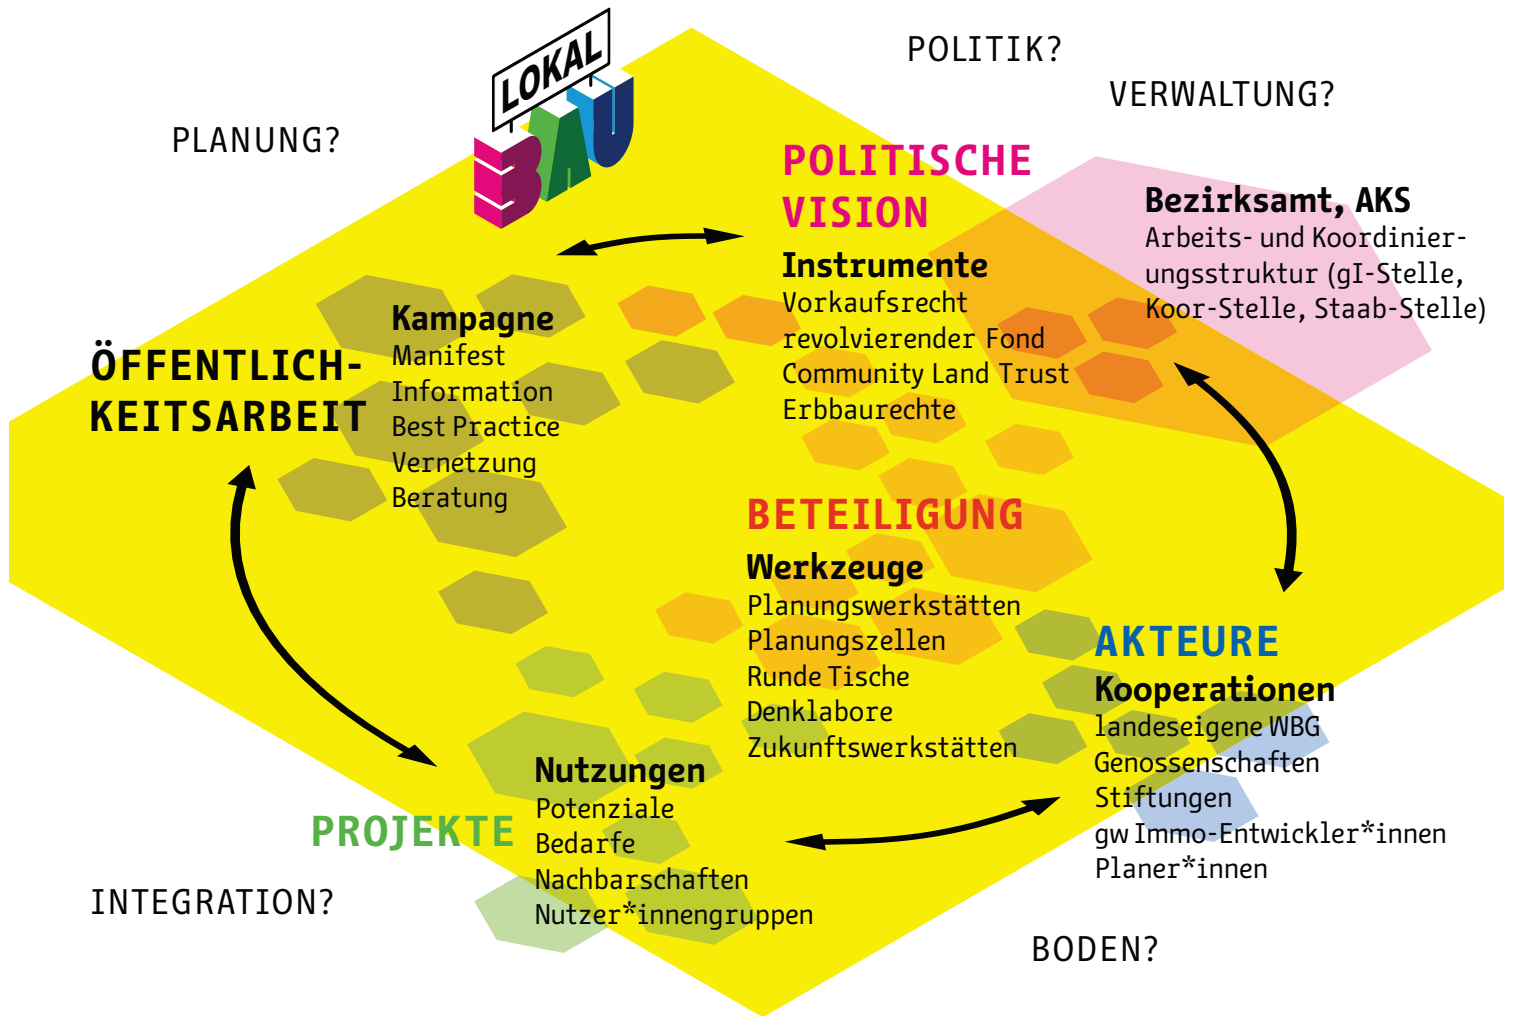 LOKAL
BAU
PLANUNG?
POLITIK?
VERWALTUNG?
POLITISCHE
VISION
Instrumente
Vorkaufsrecht
revolvierender Fond
Community Land Trust
Erbbaurechte
Bezirksamt, AKS
Arbeits- und Koordinier-
ungsstruktur (gI-Stelle,
Koor-Stelle, Staab-Stelle)
ÖFFENTLICH-
KEITSARBEIT
Kampagne
Manifest
Information
Best Practice
Vernetzung
Beratung
BETEILIGUNG
Werkzeuge
Planungswerkstätten
Planungszellen
Runde Tische
Denklabore
Zukunftswerkstätten
AKTEURE
Kooperationen
landeseigene WBG
Genossenschaften
Stiftungen
gw Immo-Entwickler*innen
Planer*innen
PROJEKTE
Nutzungen
Potenziale
Bedarfe
Nachbarschaften
Nutzer*innengruppen
INTEGRATION?
BODEN?